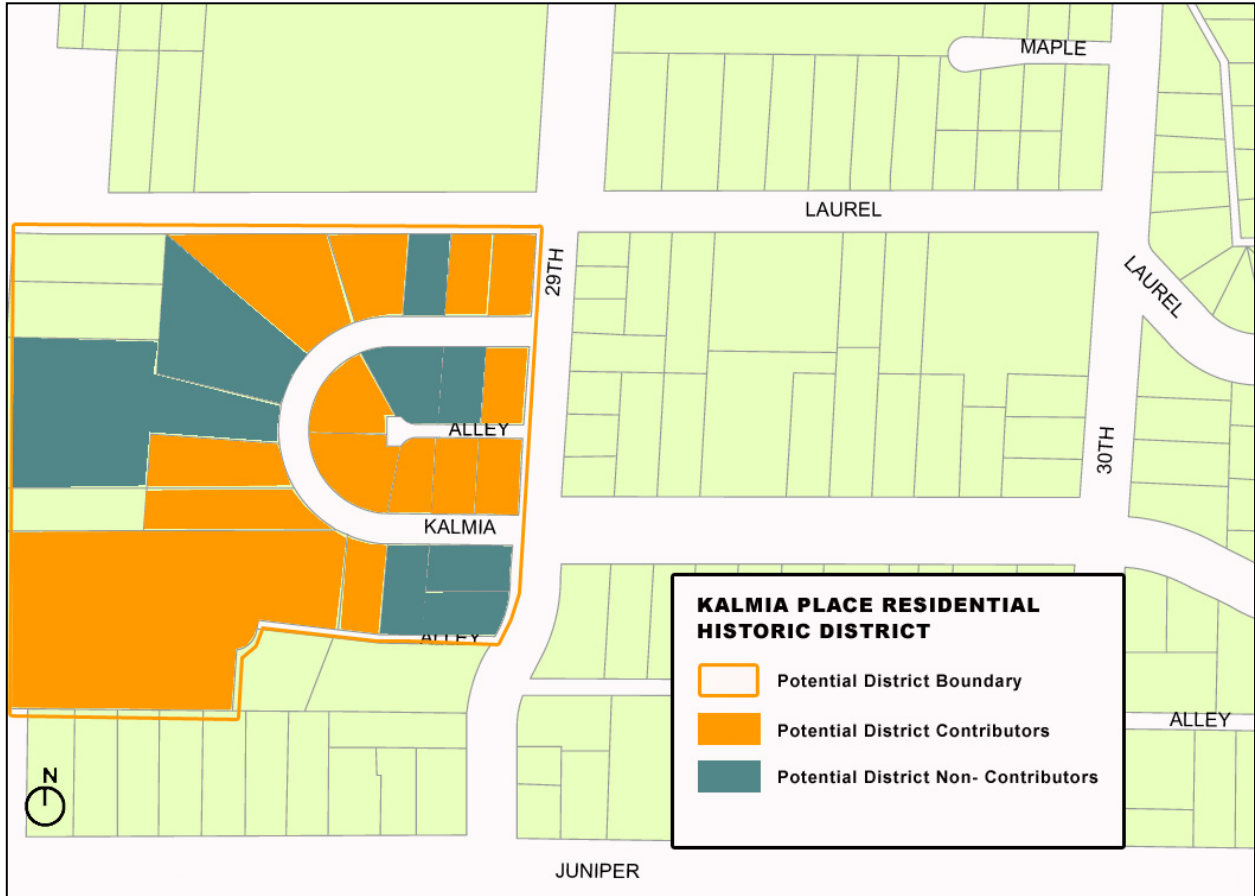 MAPLE
LAUREL
29TH
LAUREL
ALLEY
30TH
KALMIA
ALLEY
KALMIA PLACE RESIDENTIAL
HISTORIC DISTRICT
Potential District Boundary
Potential District Contributors
Potential District Non- Contributors
ALLEY
N
JUNIPER